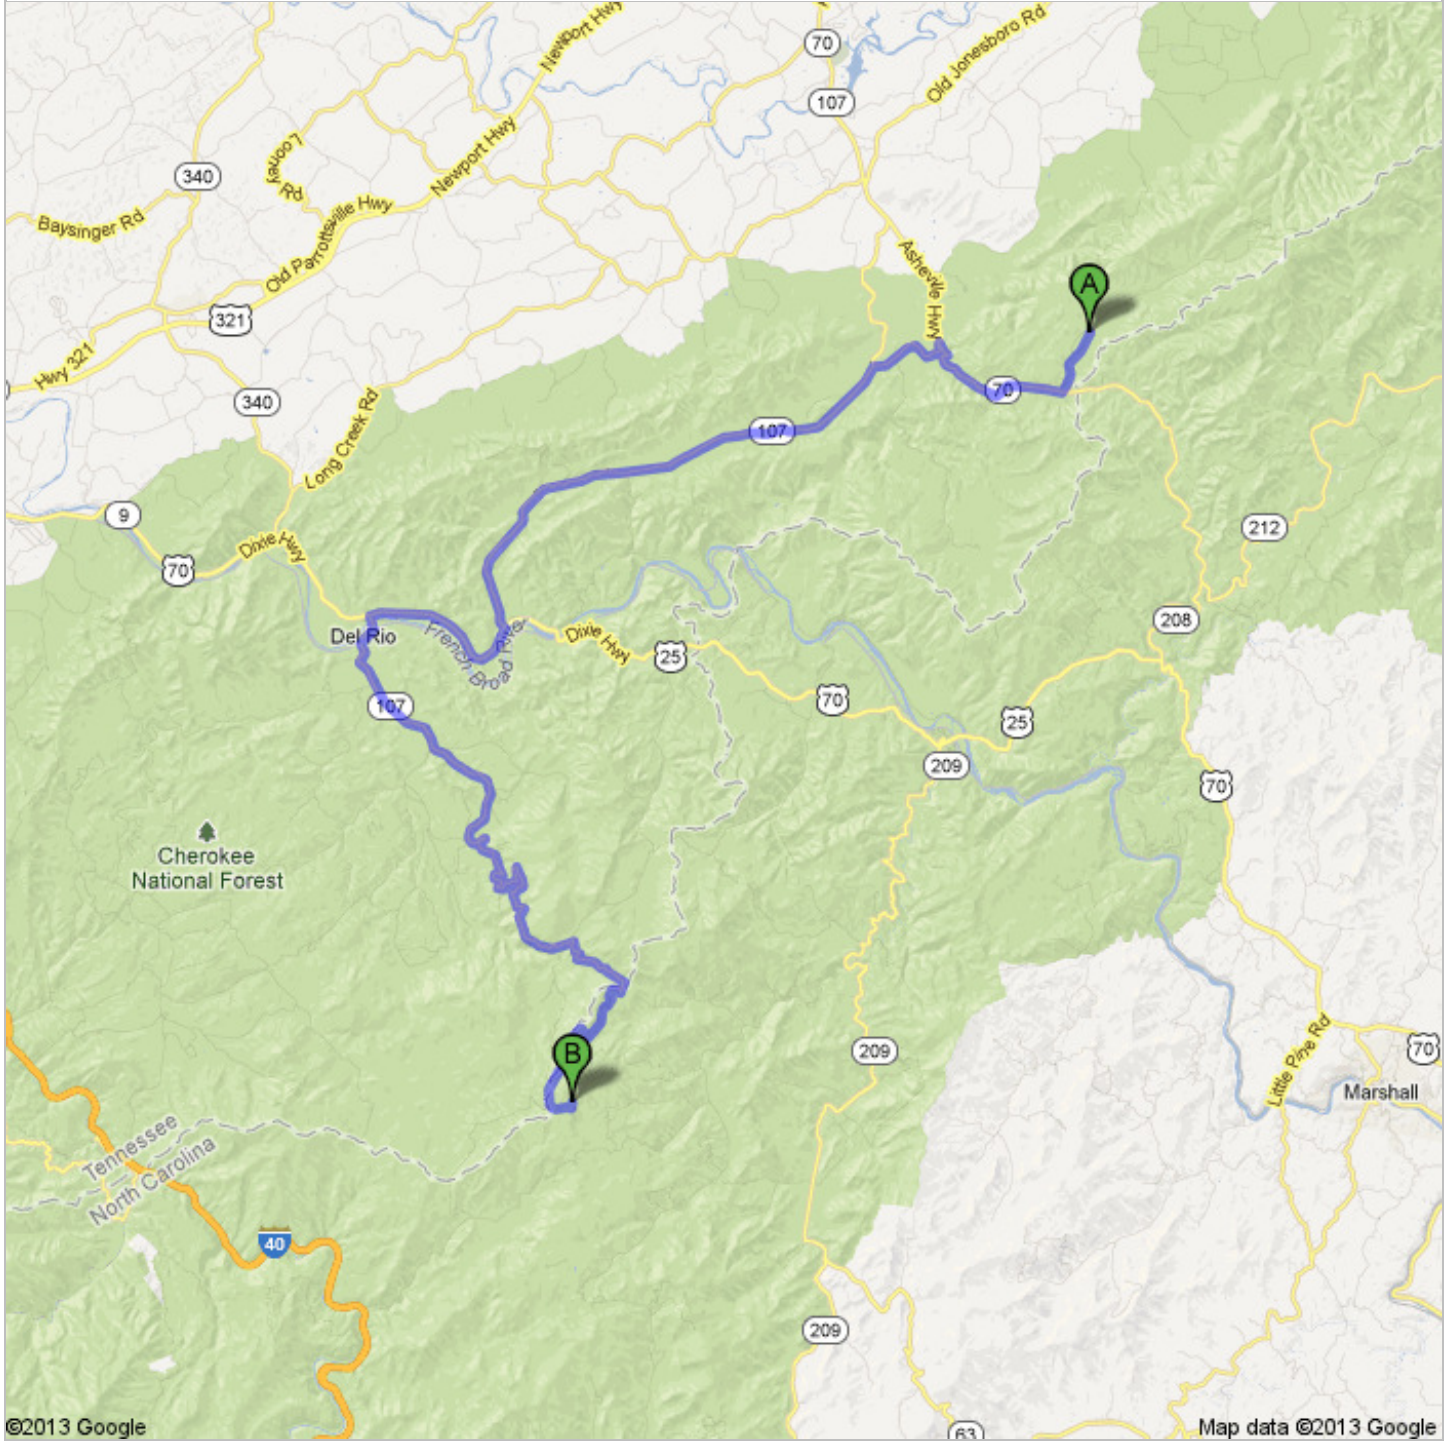 70
Newport Hwy
Old Jonesboro Rd
107
Looney Rd
Newport Hwy
340
Baysinger Rd
Old Parrottsville Hwy
Asheville Hwy
A
321
Hwy 321
70
340
107
Long Creek Rd
9
Dixie Hwy
212
70
208
Del Rio
French Broad River
Dixie Hwy
25
107
70
25
209
70
Cherokee
National Forest
209
B
Little Pine Rd
70
Marshall
Tennessee
North Carolina
40
209
63
©2013 Google
Map data ©2013 Google